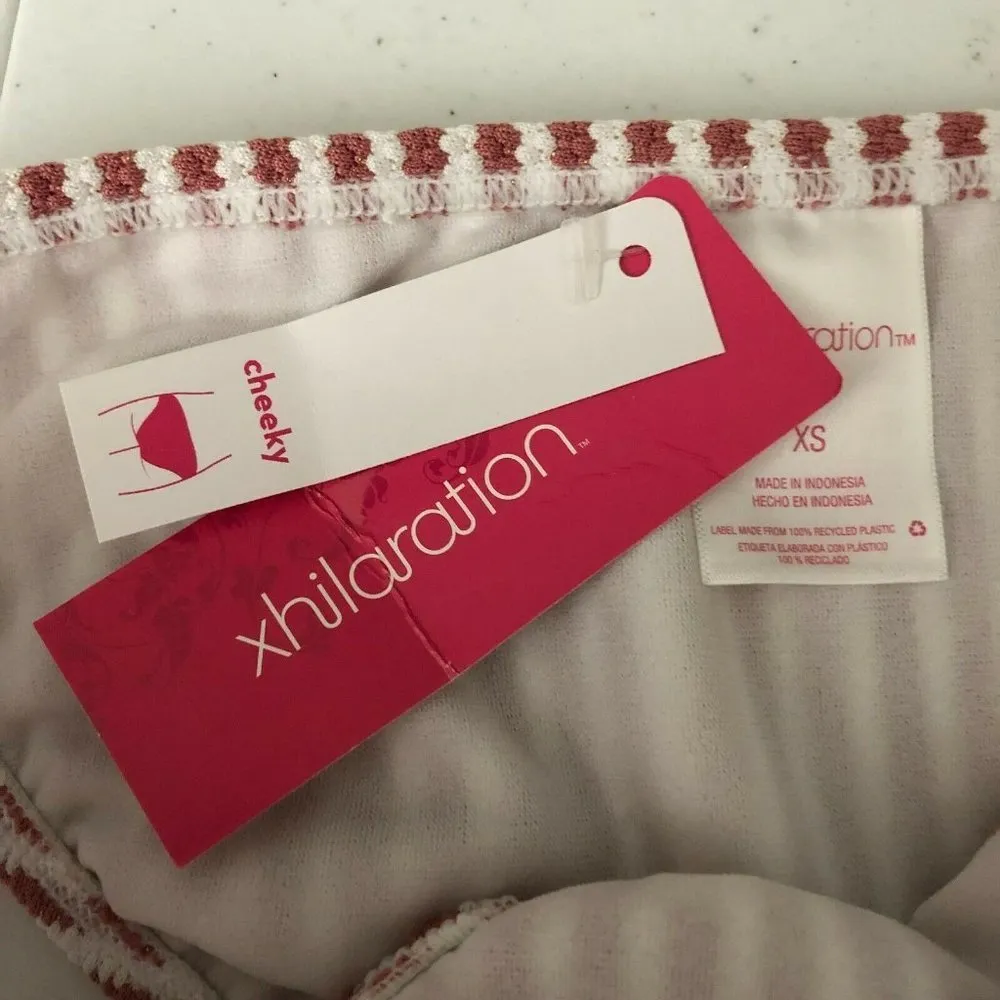 cheeky
xhilaration™
ration™
XS
MADE IN INDONESIA
HECHO EN INDONESIA
LABEL MADE FROM 100% RECYCLED PLASTIC
ETIQUETA ELABORADA CON PLÁSTICO
100 % RECICLADO